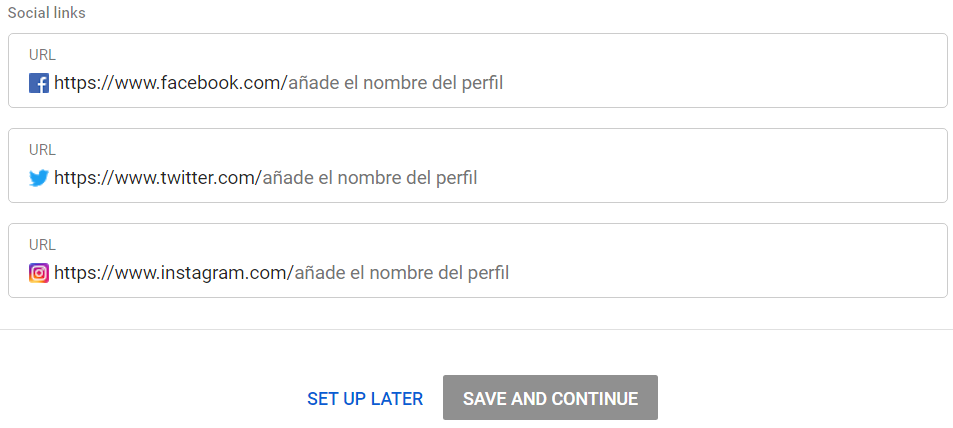 Social links
URL
https://www.facebook.com/añade el nombre del perfil
URL
https://www.twitter.com/añade el nombre del perfil
URL
https://www.instagram.com/añade el nombre del perfil
SET UP LATER SAVE AND CONTINUE